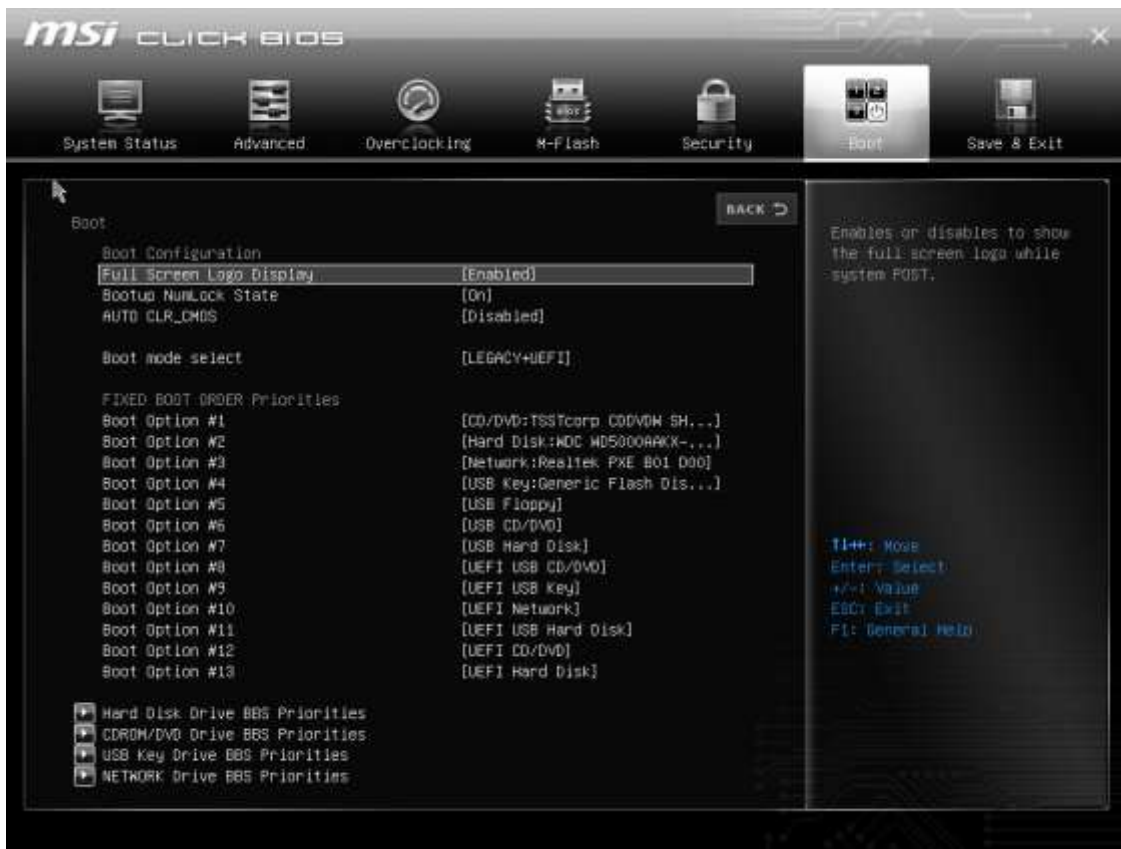 msi CLICK BIOS
System Status Advanced Overclocking M-Flash Security Boot Save & Exit
BACK
Boot
Boot Configuration
Full Screen Logo Display [Enabled]
Bootup NumLock State [On]
AUTO CLR_CMOS [Disabled]
Boot mode select [LEGACY+UEFI]
FIXED BOOT ORDER Priorities
Boot Option #1 [CD/DVD:TSSTcorp CDDVDW SH...]
Boot Option #2 [Hard Disk:WDC WD5000AAKX-...]
Boot Option #3 [Network:Realtek PXE B01 D00]
Boot Option #4 [USB Key:Generic Flash Dis...]
Boot Option #5 [USB Floppy]
Boot Option #6 [USB CD/DVD]
Boot Option #7 [USB Hard Disk]
Boot Option #8 [UEFI USB CD/DVD]
Boot Option #9 [UEFI USB Key]
Boot Option #10 [UEFI Network]
Boot Option #11 [UEFI USB Hard Disk]
Boot Option #12 [UEFI CD/DVD]
Boot Option #13 [UEFI Hard Disk]
Hard Disk Drive BBS Priorities
CDROM/DVD Drive BBS Priorities
USB Key Drive BBS Priorities
NETWORK Drive BBS Priorities
Enables or disables to show
the full screen logo while
system POST.
↑↓←→: Move
Enter: Select
+/-: Value
ESC: Exit
F1: General Help